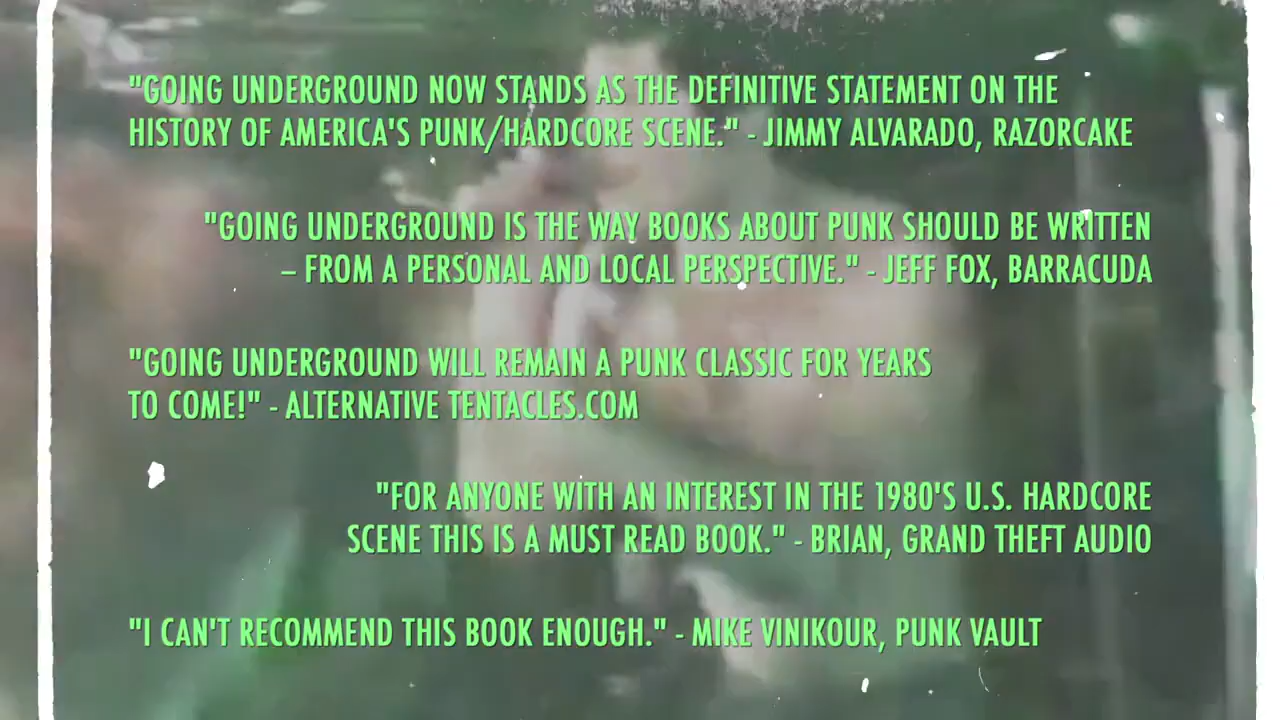 "GOING UNDERGROUND NOW STANDS AS THE DEFINITIVE STATEMENT ON THE
HISTORY OF AMERICA'S PUNK/HARDCORE SCENE." - JIMMY ALVARADO, RAZORCAKE
"GOING UNDERGROUND IS THE WAY BOOKS ABOUT PUNK SHOULD BE WRITTEN
– FROM A PERSONAL AND LOCAL PERSPECTIVE." - JEFF FOX, BARRACUDA
"GOING UNDERGROUND WILL REMAIN A PUNK CLASSIC FOR YEARS
TO COME!" - ALTERNATIVE TENTACLES.COM
"FOR ANYONE WITH AN INTEREST IN THE 1980'S U.S. HARDCORE
SCENE THIS IS A MUST READ BOOK." - BRIAN, GRAND THEFT AUDIO
"I CAN'T RECOMMEND THIS BOOK ENOUGH." - MIKE VINIKOUR, PUNK VAULT